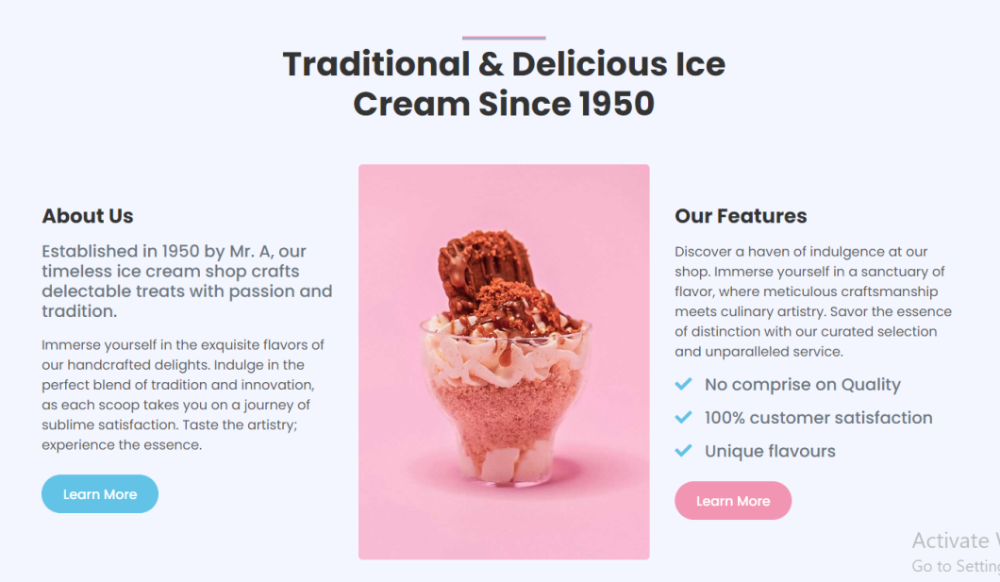 Traditional & Delicious Ice
Cream Since 1950
About Us
Established in 1950 by Mr. A, our
timeless ice cream shop crafts
delectable treats with passion and
tradition.
Immerse yourself in the exquisite flavors of
our handcrafted delights. Indulge in the
perfect blend of tradition and innovation,
as each scoop takes you on a journey of
sublime satisfaction. Taste the artistry;
experience the essence.
Learn More
Our Features
Discover a haven of indulgence at our
shop. Immerse yourself in a sanctuary of
flavor, where meticulous craftsmanship
meets culinary artistry. Savor the essence
of distinction with our curated selection
and unparalleled service.
No comprise on Quality
100% customer satisfaction
Unique flavours
Learn More
Activate
Go to